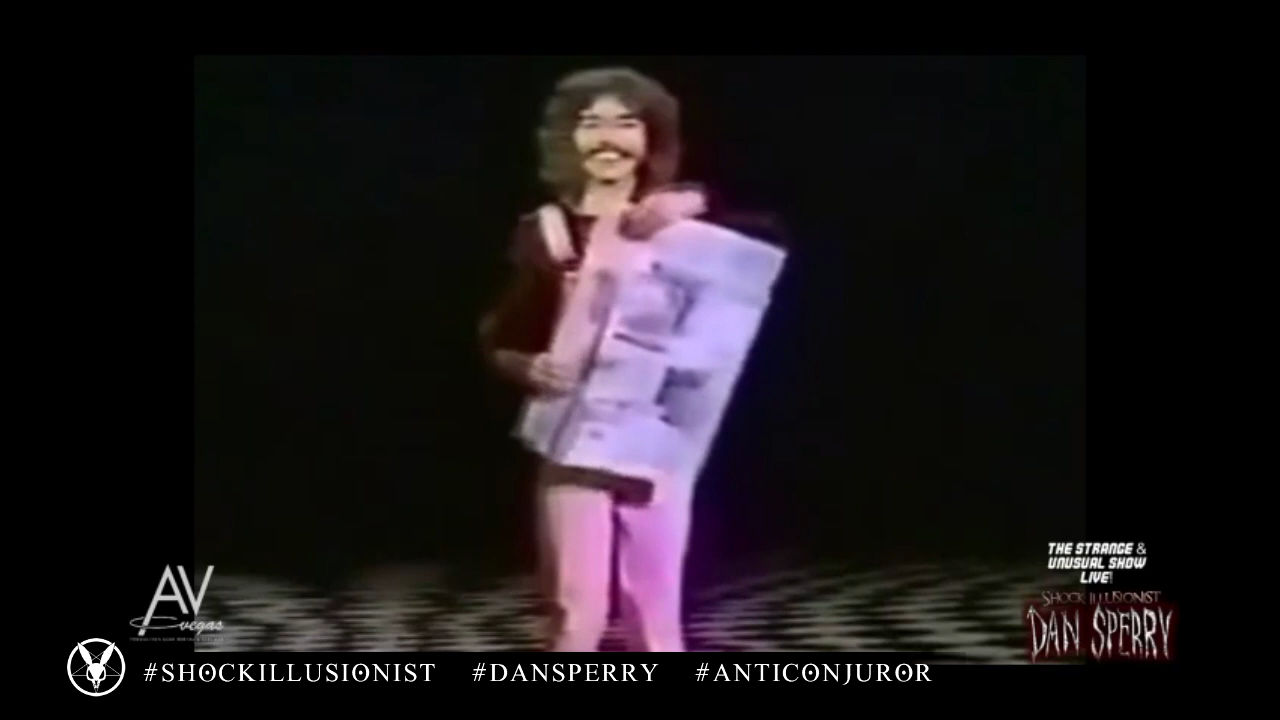 THE STRANGE &
UNUSUAL SHOW
LIVE!
SHOCK ILLUSIONIST
DAN SPERRY
AV
vegas
#SHOCKILLUSIONIST #DANSPERRY #ANTICONJUROR